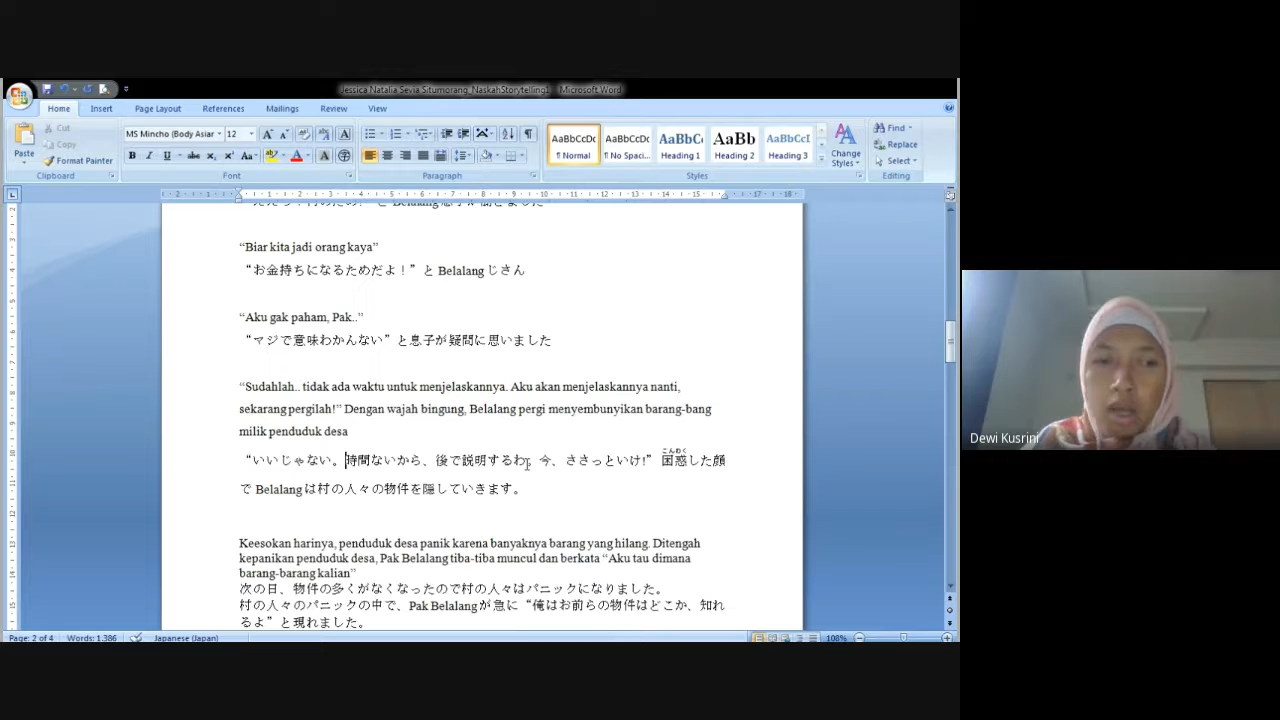 Jessica Natalia Sevia Situmorang_NaskahStorytelling1 - Microsoft Word
Home Insert Page Layout References Mailings Review View
Paste
Cut
Copy
Format Painter
Clipboard
MS Mincho (Body Asian 12
Font
Paragraph
AaBbCcDc AaBbCcDc AaBbC AaBbCc AaBb AaBbCcI
¶ Normal ¶ No Spaci... Heading 1 Heading 2 Heading 3
Change Styles
Styles
Find
Replace
Select
Editing
“Biar kita jadi orang kaya”
“お金持ちになるためだよ！”と Belalang じさん
“Aku gak paham, Pak..”
“マジで意味わかんない”と息子が疑問に思いました
“Sudahlah.. tidak ada waktu untuk menjelaskannya. Aku akan menjelaskannya nanti,
sekarang pergilah!” Dengan wajah bingung, Belalang pergi menyembunyikan barang-bang
milik penduduk desa
“いいじゃない。時間ないから、後で説明するわ、今、ささっといけ!” 困惑した顔
こんわく
で Belalang は村の人々の物件を隠していきます。
Keesokan harinya, penduduk desa panik karena banyaknya barang yang hilang. Ditengah
kepanikan penduduk desa, Pak Belalang tiba-tiba muncul dan berkata “Aku tau dimana
barang-barang kalian”
次の日、物件の多くがなくなったので村の人々はパニックになりました。
村の人々のパニックの中で、Pak Belalang が急に“俺はお前らの物件はどこか、知れ
るよ”と現れました。
Page: 2 of 4 Words: 1.386 Japanese (Japan) 108%
Dewi Kusrini